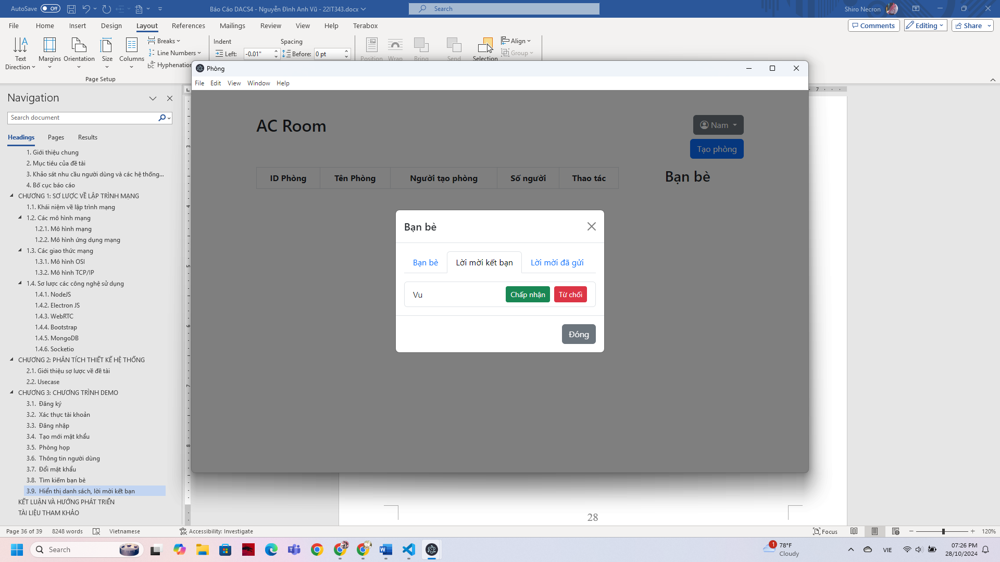 AutoSave Off
Báo Cáo DACS4 - Nguyễn Đình Anh Vũ - 22IT343.docx
Search
Shiro Necron
File Home Insert Design Layout References Mailings Review View Help Terabox
Comments Editing Share
Text Direction
Margins
Orientation
Size
Columns
Breaks
Line Numbers
Hyphenation
Page Setup
Indent
Left: -0.01"
Spacing
Before: 0 pt
Position
Wrap
Bring
Send
Selection
Align
Group
Navigation
Search document
Headings Pages Results
1. Giới thiệu chung
2. Mục tiêu của đề tài
3. Khảo sát nhu cầu người dùng và các hệ thống...
4. Bố cục báo cáo
CHƯƠNG 1: SƠ LƯỢC VỀ LẬP TRÌNH MẠNG
1.1. Khái niệm về lập trình mạng
1.2. Các mô hình mạng
1.2.1. Mô hình mạng
1.2.2. Mô hình ứng dụng mạng
1.3. Các giao thức mạng
1.3.1. Mô hình OSI
1.3.2. Mô hình TCP/IP
1.4. Sơ lược các công nghệ sử dụng
1.4.1. NodeJS
1.4.2. Electron JS
1.4.3. WebRTC
1.4.4. Bootstrap
1.4.5. MongoDB
1.4.6. Socketio
CHƯƠNG 2: PHÂN TÍCH THIẾT KẾ HỆ THỐNG
2.1. Giới thiệu sợ lược về đề tài
2.2. Usecase
CHƯƠNG 3: CHƯƠNG TRÌNH DEMO
3.1. Đăng ký
3.2. Xác thực tài khoản
3.3. Đăng nhập
3.4. Tạo mới mật khẩu
3.5. Phòng họp
3.6. Thông tin người dùng
3.7. Đổi mật khẩu
3.8. Tìm kiếm bạn bè
3.9. Hiển thị danh sách, lời mời kết bạn
KẾT LUẬN VÀ HƯỚNG PHÁT TRIỂN
TÀI LIỆU THAM KHẢO
Phòng
File Edit View Window Help
AC Room
Nam
Tạo phòng
ID Phòng Tên Phòng Người tạo phòng Số người Thao tác
Bạn bè
Bạn bè
Bạn bè Lời mời kết bạn Lời mời đã gửi
Vu Chấp nhận Từ chối
Đóng
3
4
5
6
7
8
7
28
Page 36 of 39 8248 words Vietnamese Accessibility: Investigate
Focus
120%
Search
1
78°F
Cloudy
VIE
07:26 PM
28/10/2024